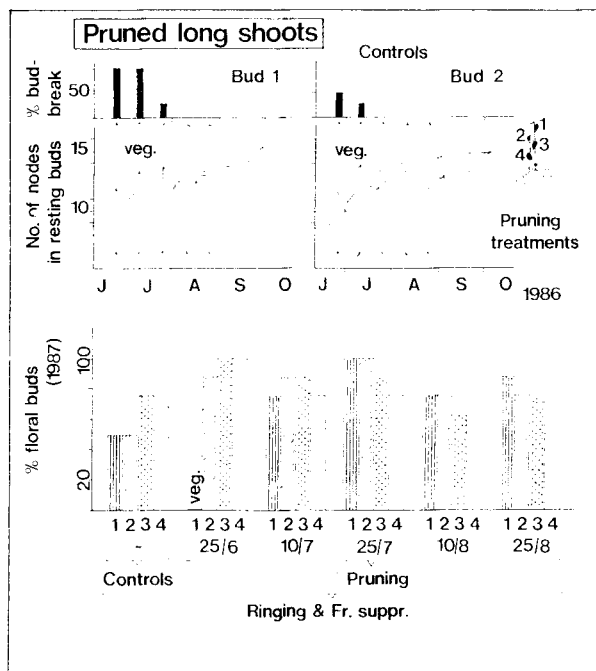 Pruned long shoots
Controls
% bud-
break
50
Bud 1
Bud 2
No. of nodes
in resting buds
15
10
veg.
veg.
1
2
3
4
Pruning
treatments
J J A S O J J A S O 1986
% floral buds
(1987)
100
20
veg.
1 2 3 4 1 2 3 4 1 2 3 4 1 2 3 4 1 2 3 4 1 2 3 4
- 25/6 10/7 25/7 10/8 25/8
Controls Pruning
Ringing & Fr. suppr.